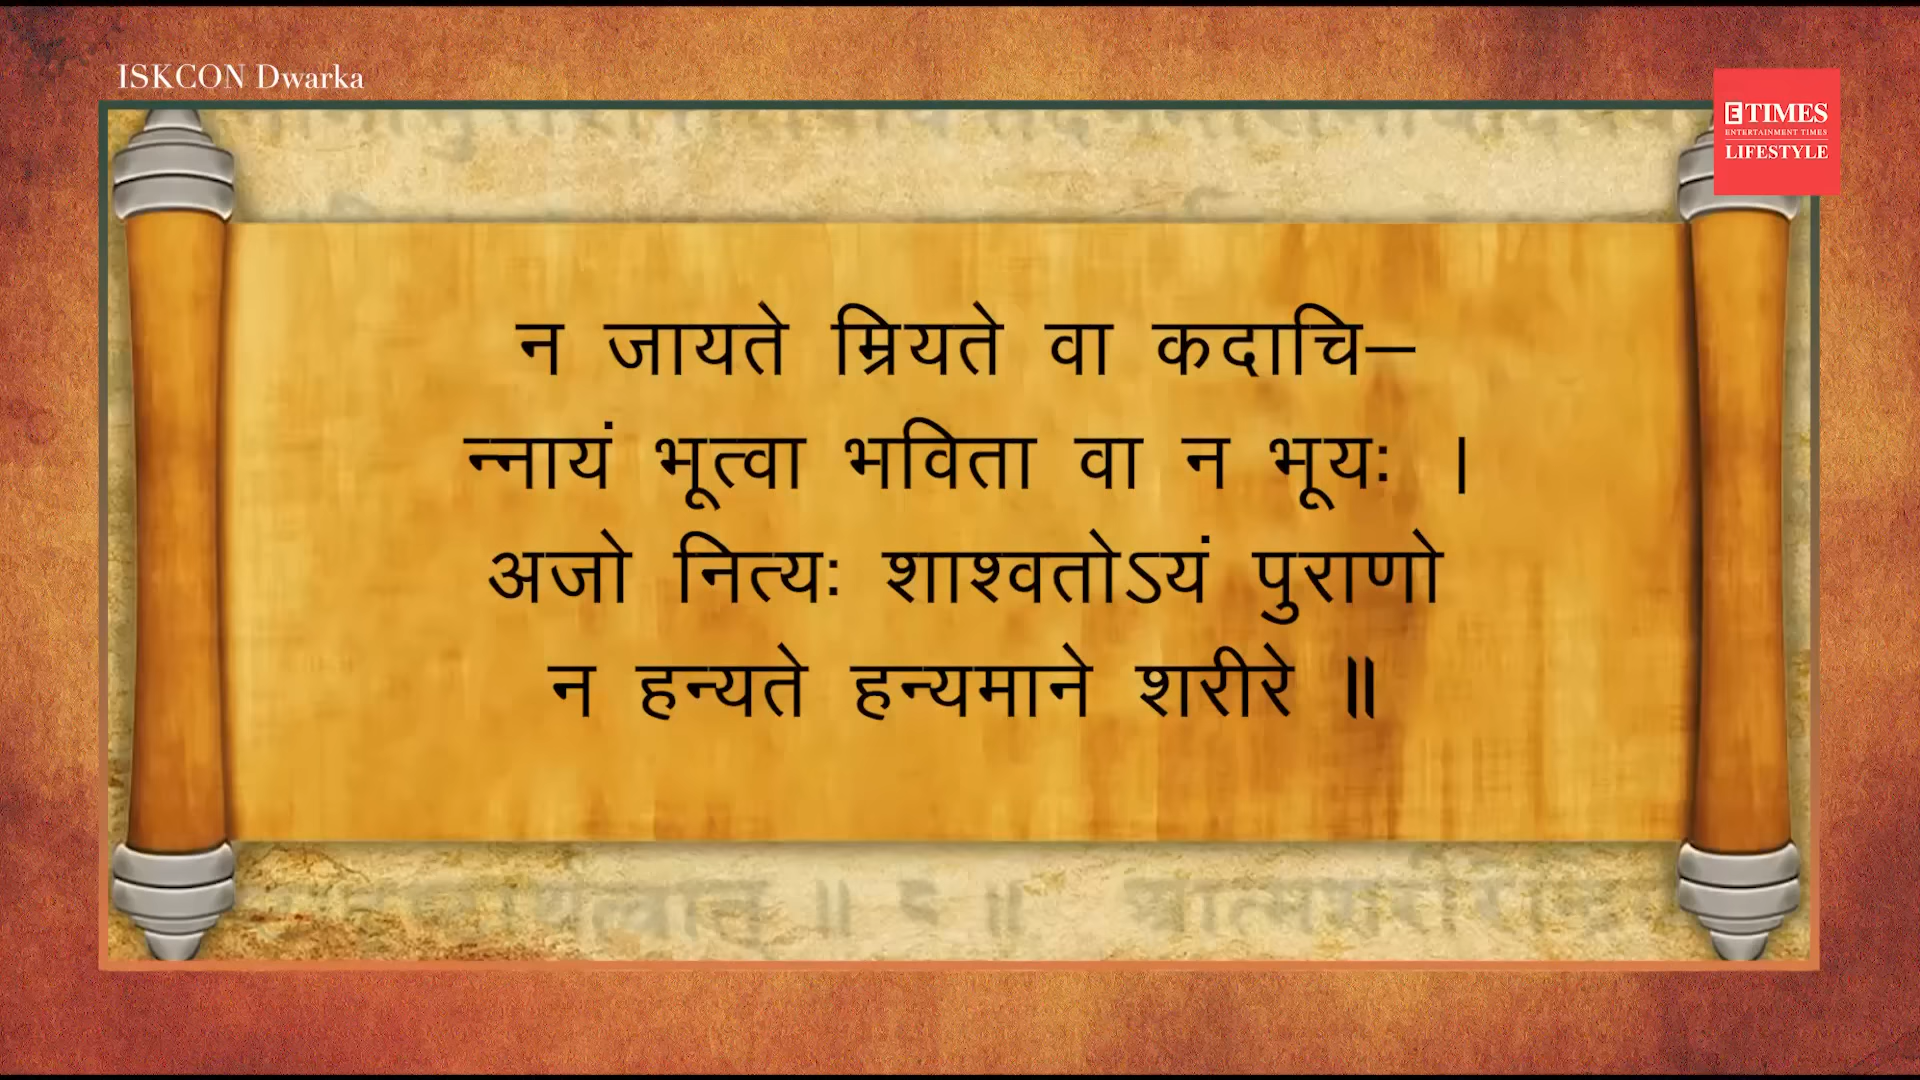 ISKCON Dwarka
ETIMES
ENTERTAINMENT TIMES
LIFESTYLE
न जायते म्रियते वा कदाचि–
न्नायं भूत्वा भविता वा न भूयः ।
अजो नित्यः शाश्वतोऽयं पुराणो
न हन्यते हन्यमाने शरीरे ॥